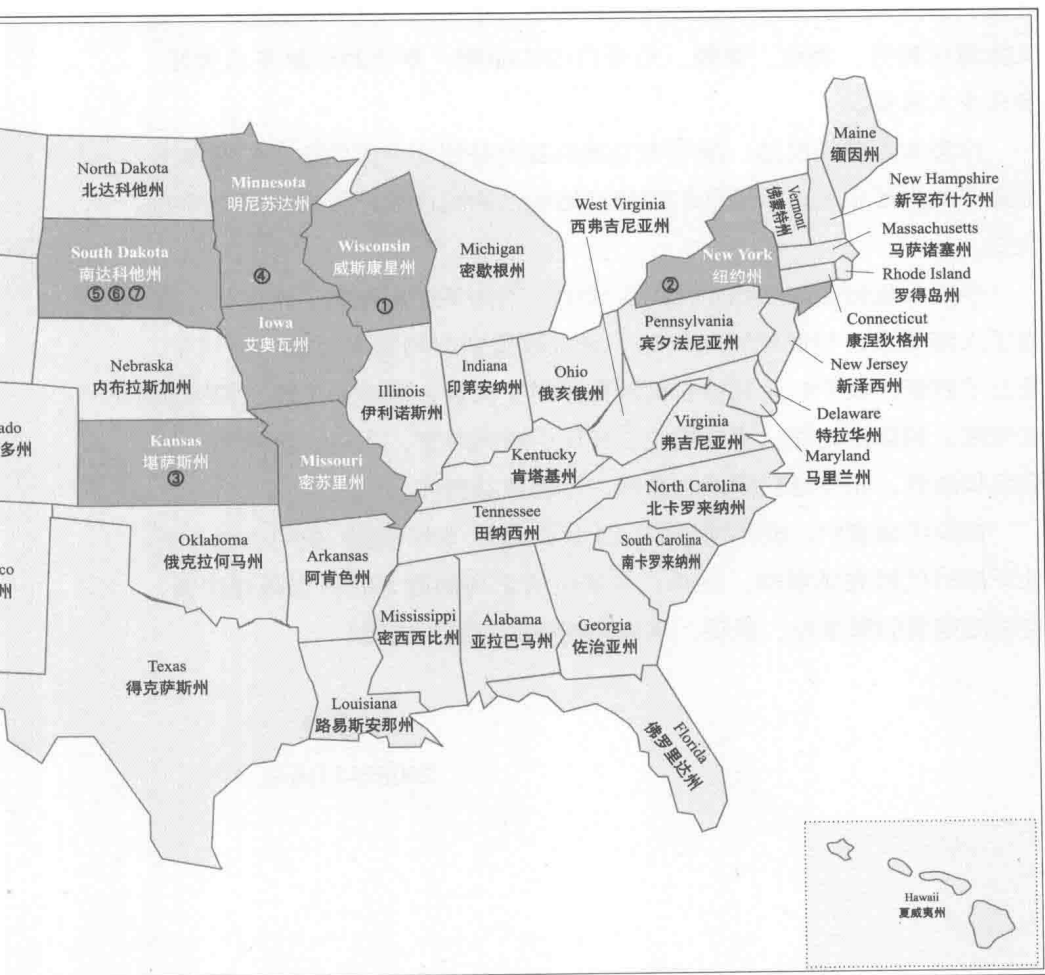 Maine
缅因州
North Dakota
北达科他州
Minnesota
明尼苏达州
Vermont
佛蒙特州
New Hampshire
新罕布什尔州
West Virginia
西弗吉尼亚州
Massachusetts
马萨诸塞州
South Dakota
南达科他州
⑤ ⑥ ⑦
④
Wisconsin
威斯康星州
①
Michigan
密歇根州
New York
纽约州
②
Rhode Island
罗得岛州
Connecticut
康涅狄格州
Iowa
艾奥瓦州
Pennsylvania
宾夕法尼亚州
New Jersey
新泽西州
Nebraska
内布拉斯加州
Illinois
伊利诺斯州
Indiana
印第安纳州
Ohio
俄亥俄州
Delaware
特拉华州
Virginia
弗吉尼亚州
Maryland
马里兰州
ado
多州
Kansas
堪萨斯州
③
Missouri
密苏里州
Kentucky
肯塔基州
North Carolina
北卡罗来纳州
Tennessee
田纳西州
South Carolina
南卡罗来纳州
Oklahoma
俄克拉何马州
Arkansas
阿肯色州
co
州
Mississippi
密西西比州
Alabama
亚拉巴马州
Georgia
佐治亚州
Texas
得克萨斯州
Louisiana
路易斯安那州
Florida
佛罗里达州
Hawaii
夏威夷州